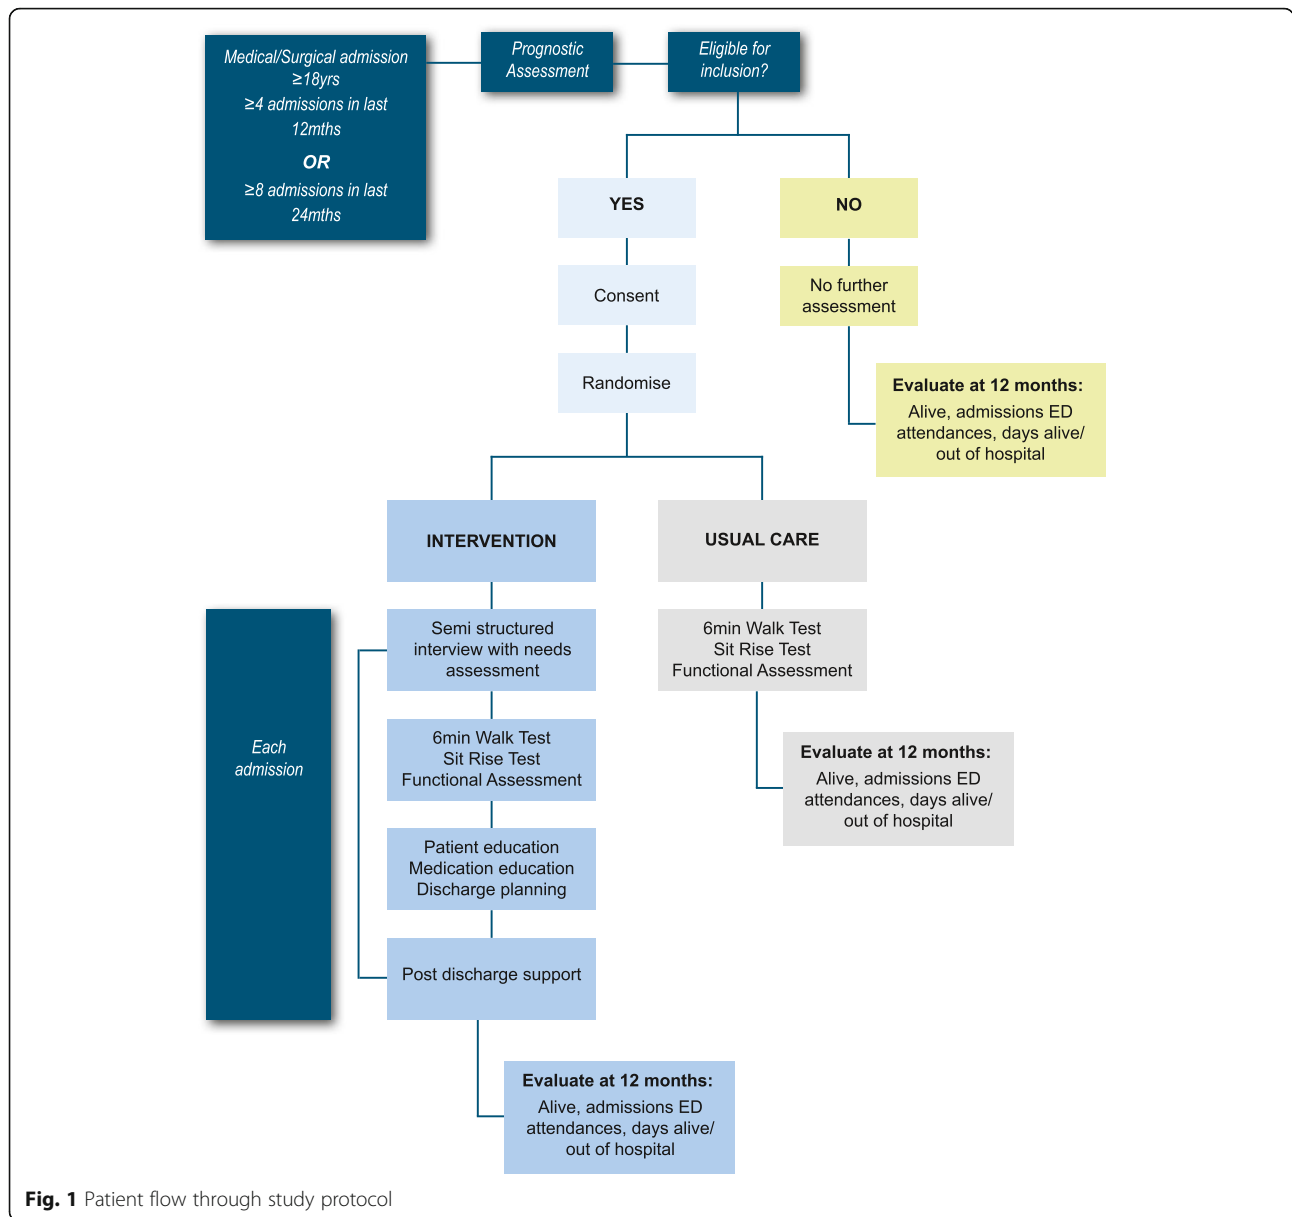 Medical/Surgical admission
≥18yrs
≥4 admissions in last
12mths
OR
≥8 admissions in last
24mths
Prognostic
Assessment
Eligible for
inclusion?
YES
NO
Consent
No further
assessment
Randomise
Evaluate at 12 months:
Alive, admissions ED
attendances, days alive/
out of hospital
INTERVENTION
USUAL CARE
Each
admission
Semi structured
interview with needs
assessment
6min Walk Test
Sit Rise Test
Functional Assessment
6min Walk Test
Sit Rise Test
Functional Assessment
Evaluate at 12 months:
Alive, admissions ED
attendances, days alive/
out of hospital
Patient education
Medication education
Discharge planning
Post discharge support
Evaluate at 12 months:
Alive, admissions ED
attendances, days alive/
out of hospital
Fig. 1 Patient flow through study protocol